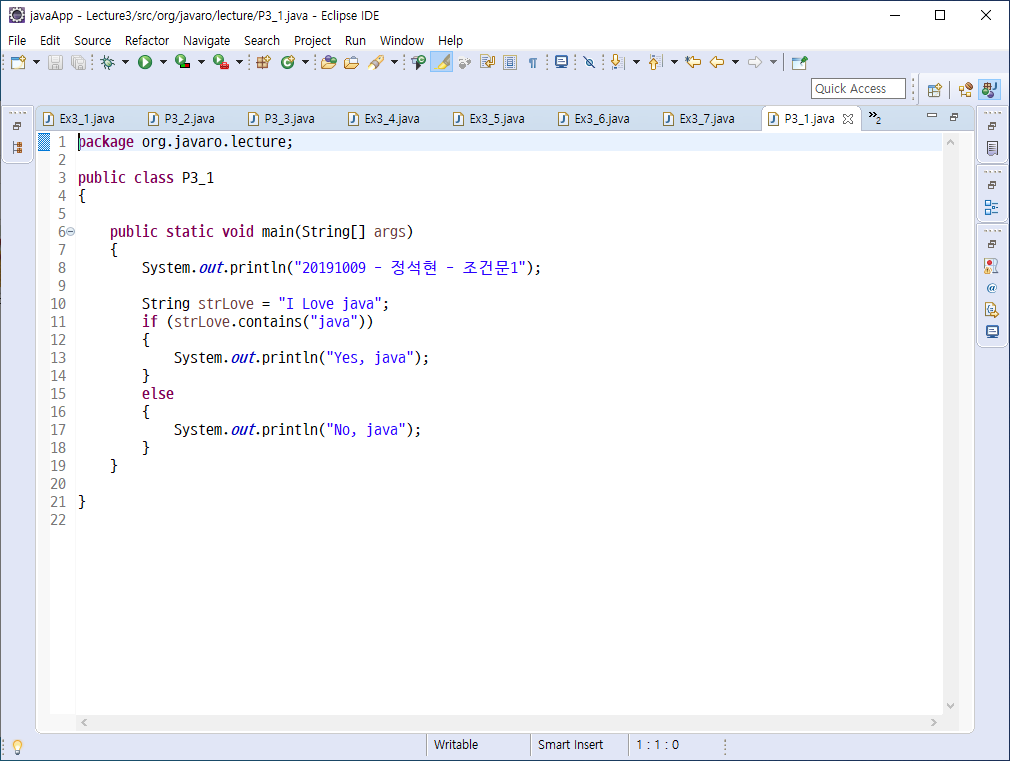 javaApp - Lecture3/src/org/javaro/lecture/P3_1.java - Eclipse IDE
File Edit Source Refactor Navigate Search Project Run Window Help
Quick Access
Ex3_1.java P3_2.java P3_3.java Ex3_4.java Ex3_5.java Ex3_6.java Ex3_7.java P3_1.java »2
1 package org.javaro.lecture;
2
3 public class P3_1
4 {
5
6 public static void main(String[] args)
7 {
8 System.out.println("20191009 - 정석현 - 조건문1");
9
10 String strLove = "I Love java";
11 if (strLove.contains("java"))
12 {
13 System.out.println("Yes, java");
14 }
15 else
16 {
17 System.out.println("No, java");
18 }
19 }
20
21 }
22
Writable Smart Insert 1 : 1 : 0